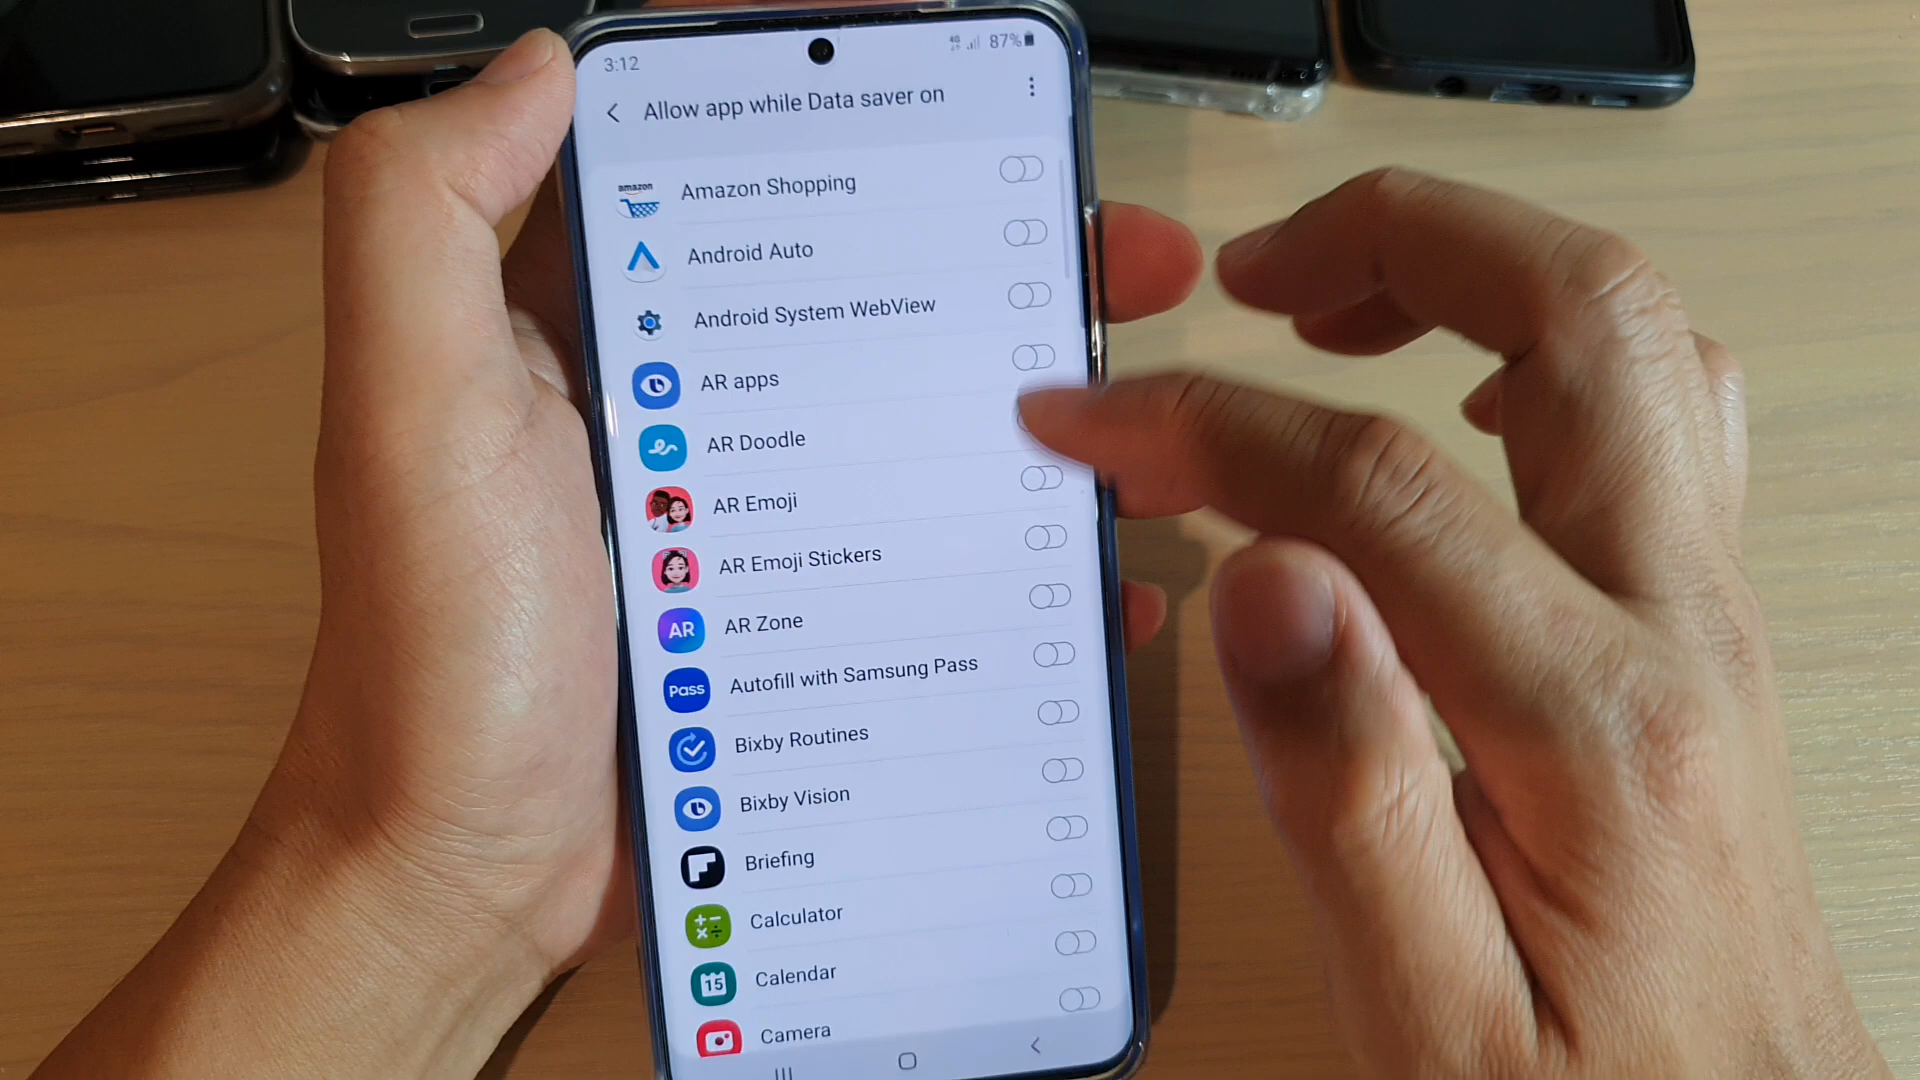 3:12
4G 87%
Allow app while Data saver on
amazon
Amazon Shopping
Android Auto
Android System WebView
AR apps
AR Doodle
AR Emoji
AR Emoji Stickers
AR
AR Zone
Pass
Autofill with Samsung Pass
Bixby Routines
Bixby Vision
Briefing
Calculator
15
Calendar
Camera